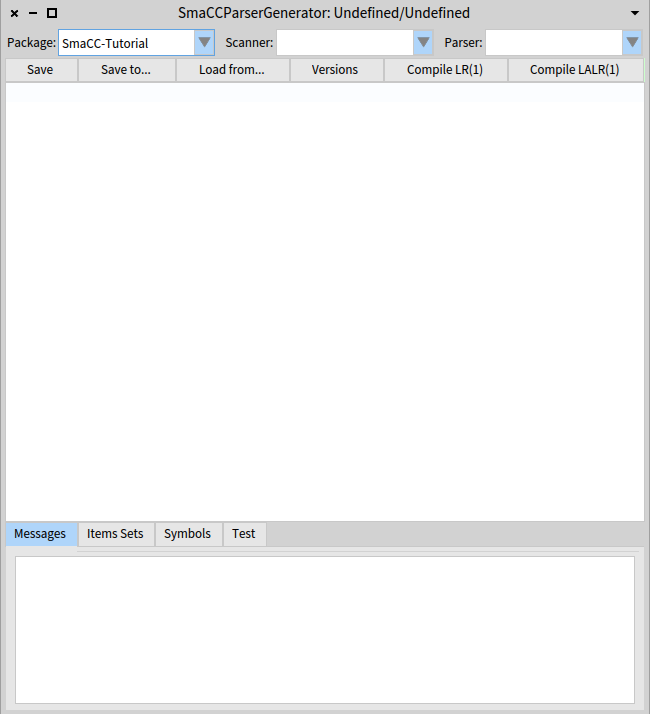 SmaCCParserGenerator: Undefined/Undefined
Package: SmaCC-Tutorial Scanner: Parser:
Save Save to... Load from... Versions Compile LR(1) Compile LALR(1)
Messages Items Sets Symbols Test